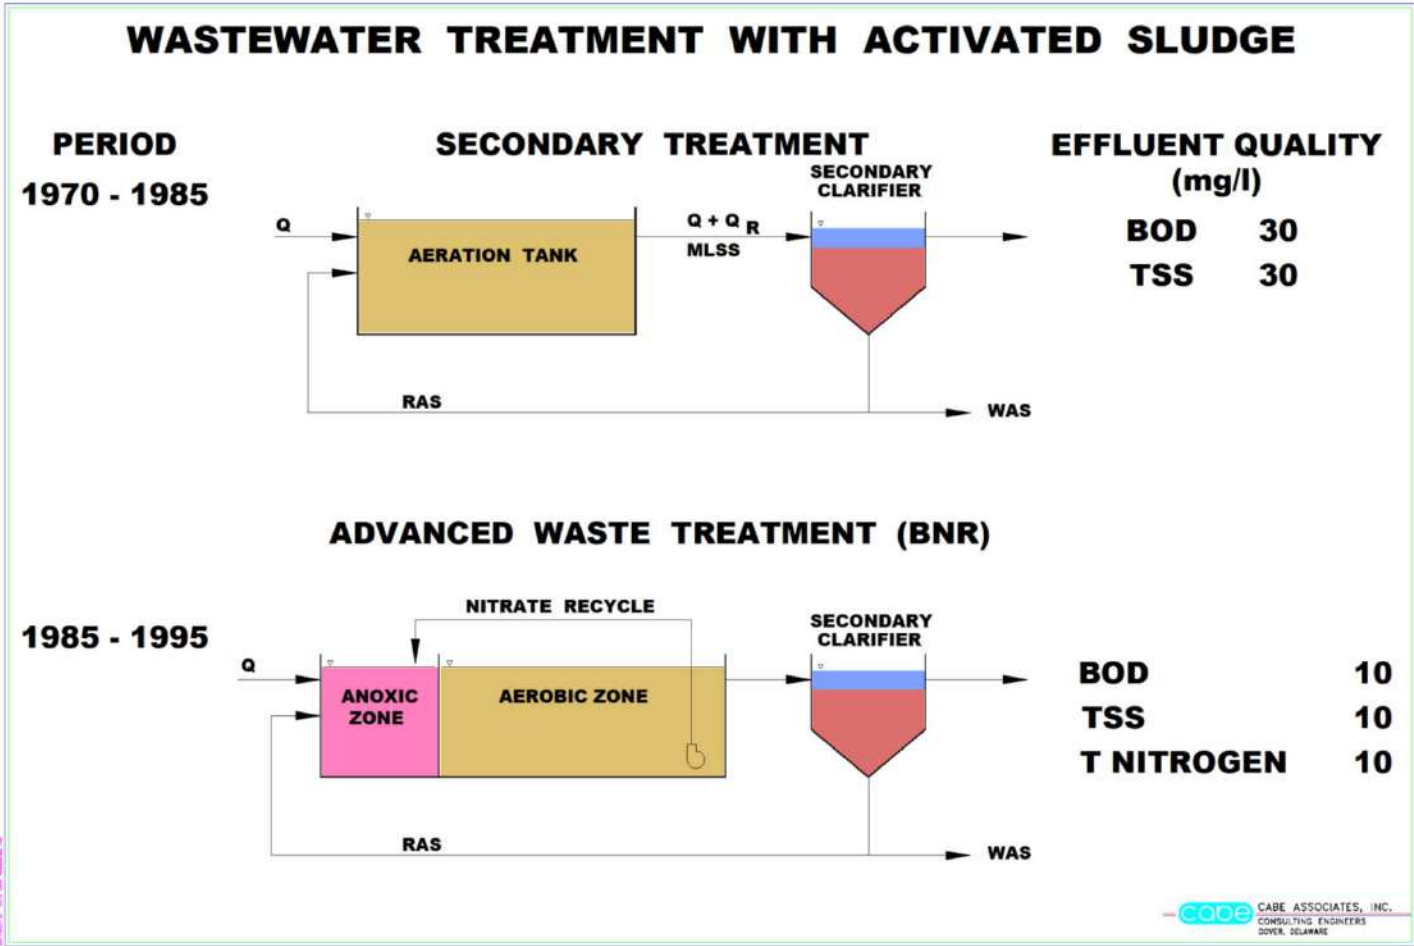 WASTEWATER TREATMENT WITH ACTIVATED SLUDGE
PERIOD
1970 - 1985
SECONDARY TREATMENT
EFFLUENT QUALITY
(mg/l)
SECONDARY
CLARIFIER
Q
AERATION TANK
Q + Q R
MLSS
BOD 30
TSS 30
RAS
WAS
ADVANCED WASTE TREATMENT (BNR)
1985 - 1995
NITRATE RECYCLE
SECONDARY
CLARIFIER
Q
ANOXIC
ZONE
AEROBIC ZONE
BOD 10
TSS 10
T NITROGEN 10
RAS
WAS
cabe
CABE ASSOCIATES, INC.
CONSULTING ENGINEERS
DOVER, DELAWARE